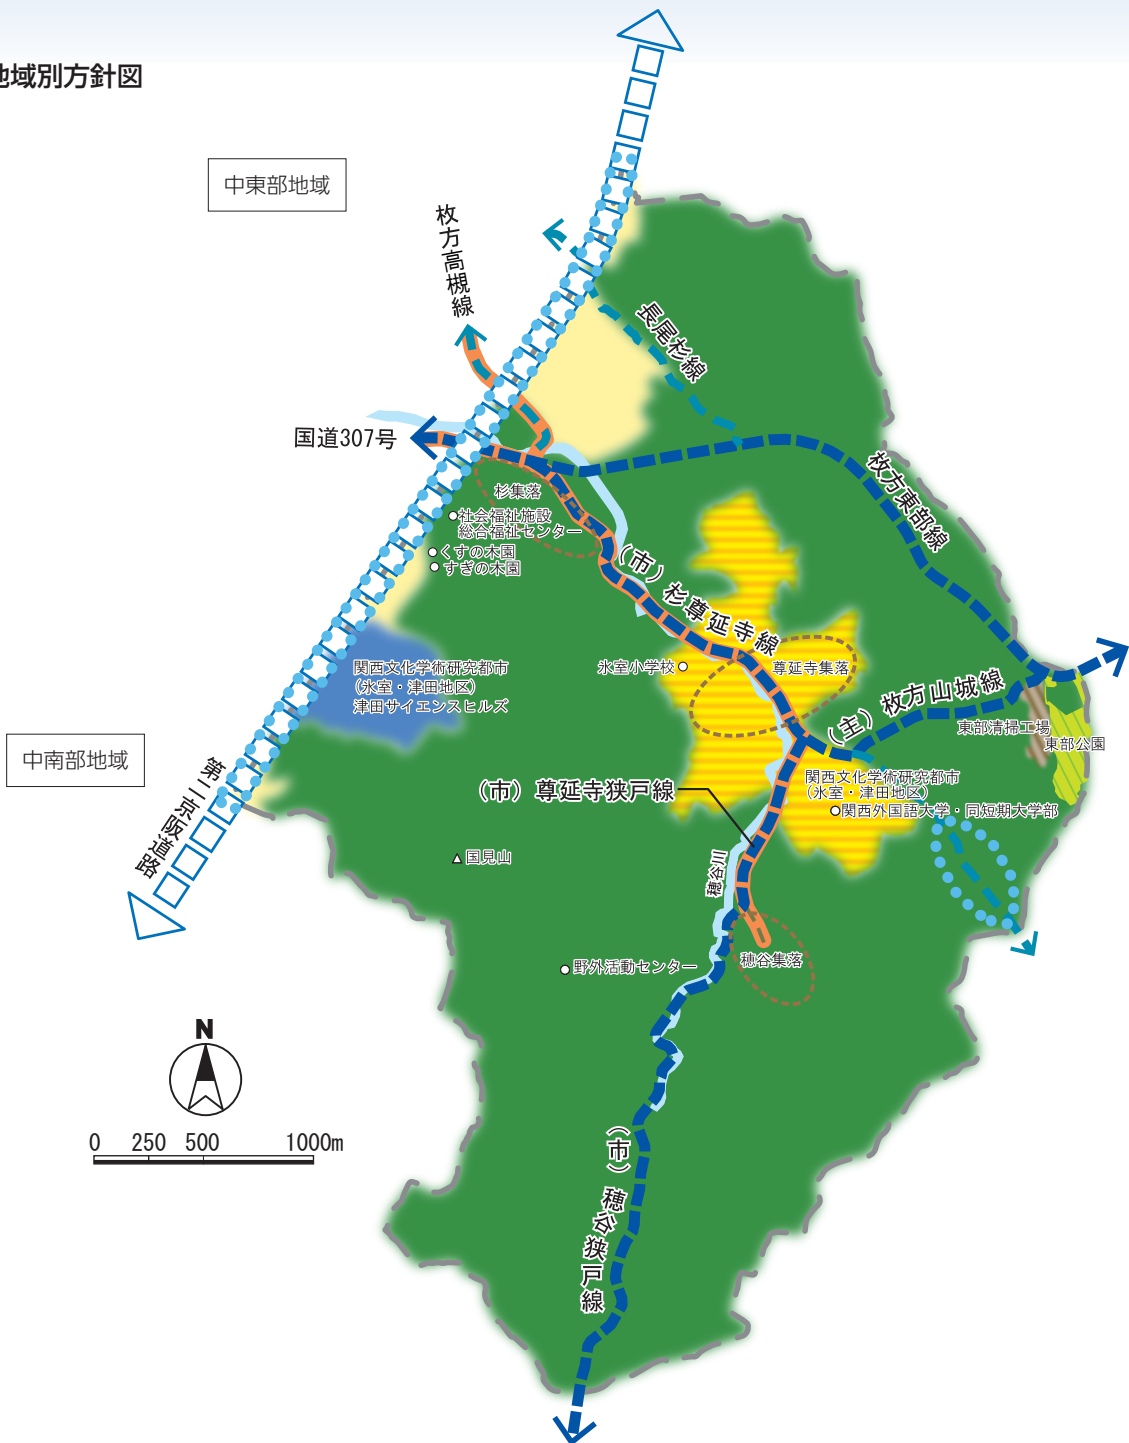 域別方針図
中東部地域
枚方高槻線
長尾杉線
国道307号
枚方東部線
杉集落
社会福祉施設
総合福祉センター
くすの木園
すぎの木園
(市)杉尊延寺線
氷室小学校
尊延寺集落
関西文化学術研究都市
(氷室・津田地区)
津田サイエンスヒルズ
(主)枚方山城線
東部清掃工場
東部公園
中南部地域
第二京阪道路
(市)尊延寺狭戸線
関西文化学術研究都市
(氷室・津田地区)
関西外国語大学・同短期大学部
国見山
穂谷川
野外活動センター
穂谷集落
N
0 250 500 1000m
(市)穂谷狭戸線